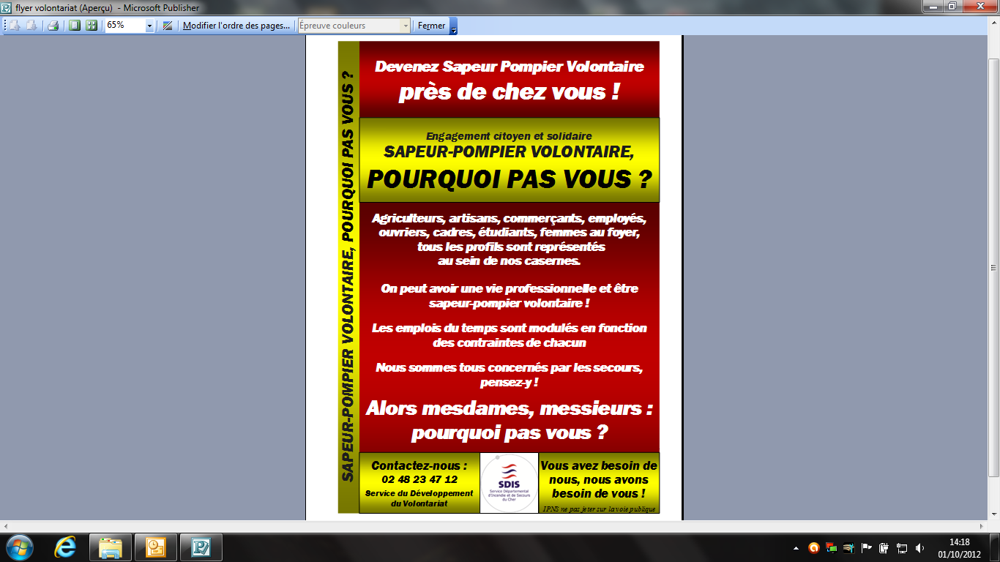 flyer volontariat (Aperçu) - Microsoft Publisher
65%
Modifier l'ordre des pages...
Épreuve couleurs
Fermer
SAPEUR-POMPIER VOLONTAIRE, POURQUOI PAS VOUS ?
Devenez Sapeur Pompier Volontaire
près de chez vous !
Engagement citoyen et solidaire
SAPEUR-POMPIER VOLONTAIRE,
POURQUOI PAS VOUS ?
Agriculteurs, artisans, commerçants, employés,
ouvriers, cadres, étudiants, femmes au foyer,
tous les profils sont représentés
au sein de nos casernes.
On peut avoir une vie professionnelle et être
sapeur-pompier volontaire !
Les emplois du temps sont modulés en fonction
des contraintes de chacun
Nous sommes tous concernés par les secours,
pensez-y !
Alors mesdames, messieurs :
pourquoi pas vous ?
Contactez-nous :
02 48 23 47 12
Service du Développement
du Volontariat
SDIS
Service Départemental
d'Incendie et de Secours
du Cher
Vous avez besoin de
nous, nous avons
besoin de vous !
IPNS ne pas jeter sur la voie publique
14:18
01/10/2012